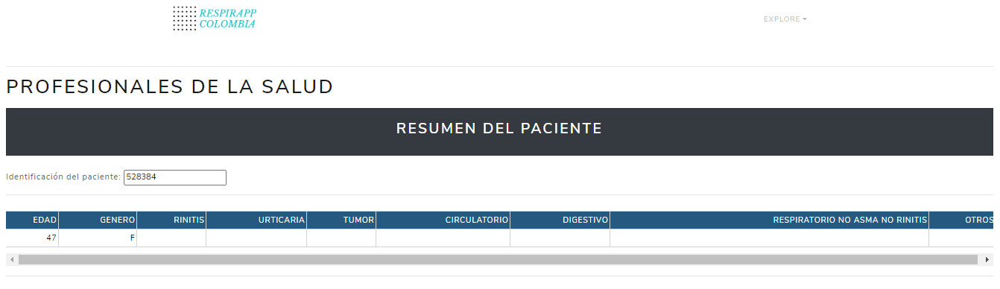 RESPIRAPP
COLOMBIA
EXPLORE
PROFESIONALES DE LA SALUD
RESUMEN DEL PACIENTE
Identificación del paciente: 528384
EDAD GENERO RINITIS URTICARIA TUMOR CIRCULATORIO DIGESTIVO RESPIRATORIO NO ASMA NO RINITIS OTROS
47 F